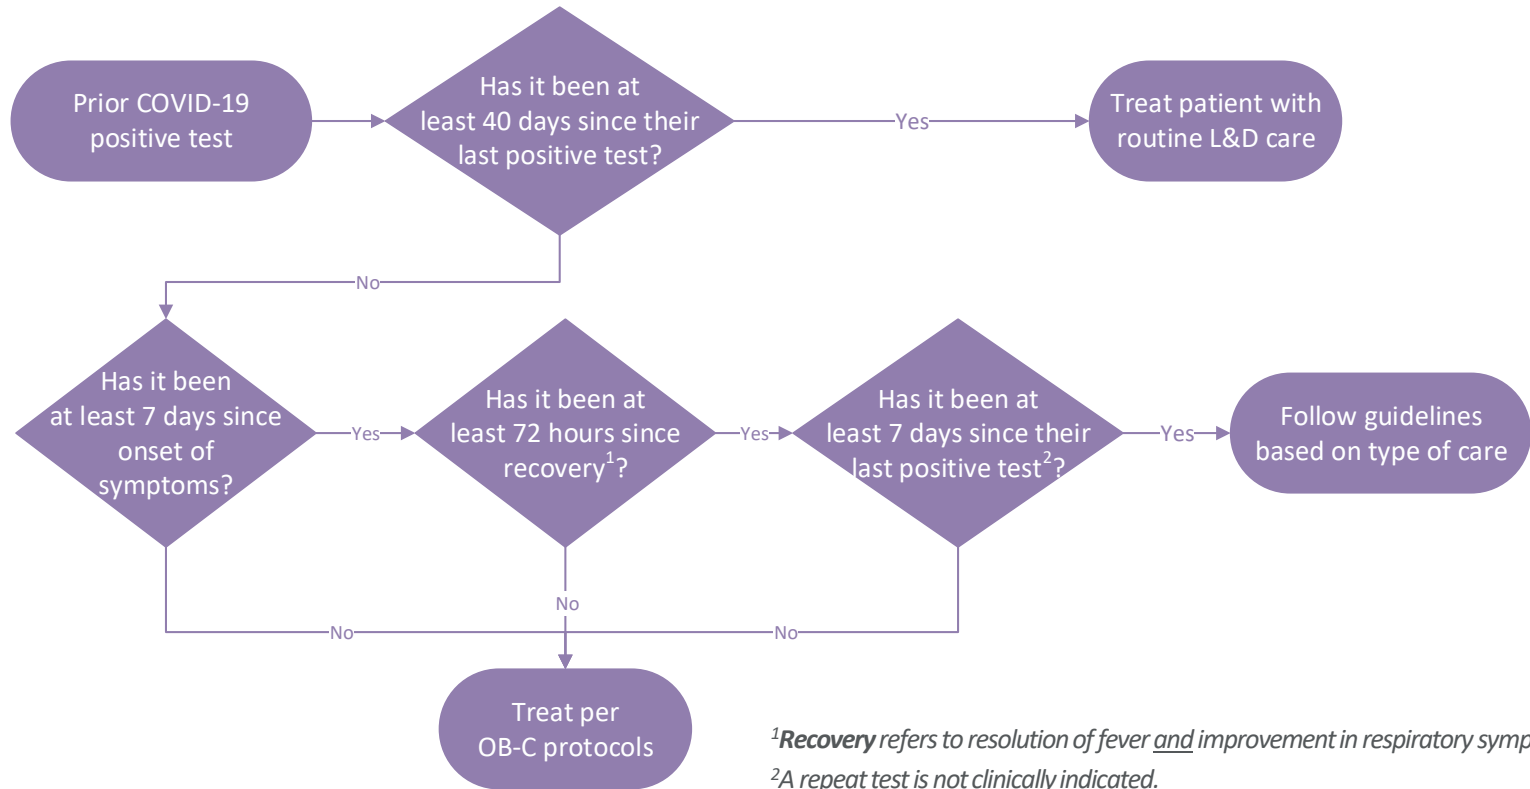 Prior COVID-19
positive test
Has it been at
least 40 days since their
last positive test?
Yes
Treat patient with
routine L&D care
No
Has it been
at least 7 days since
onset of
symptoms?
Yes
Has it been at
least 72 hours since
recovery1?
Yes
Has it been at
least 7 days since their
last positive test2?
Yes
Follow guidelines
based on type of care
No
No
No
Treat per
OB-C protocols
1Recovery refers to resolution of fever and improvement in respiratory symp
2A repeat test is not clinically indicated.